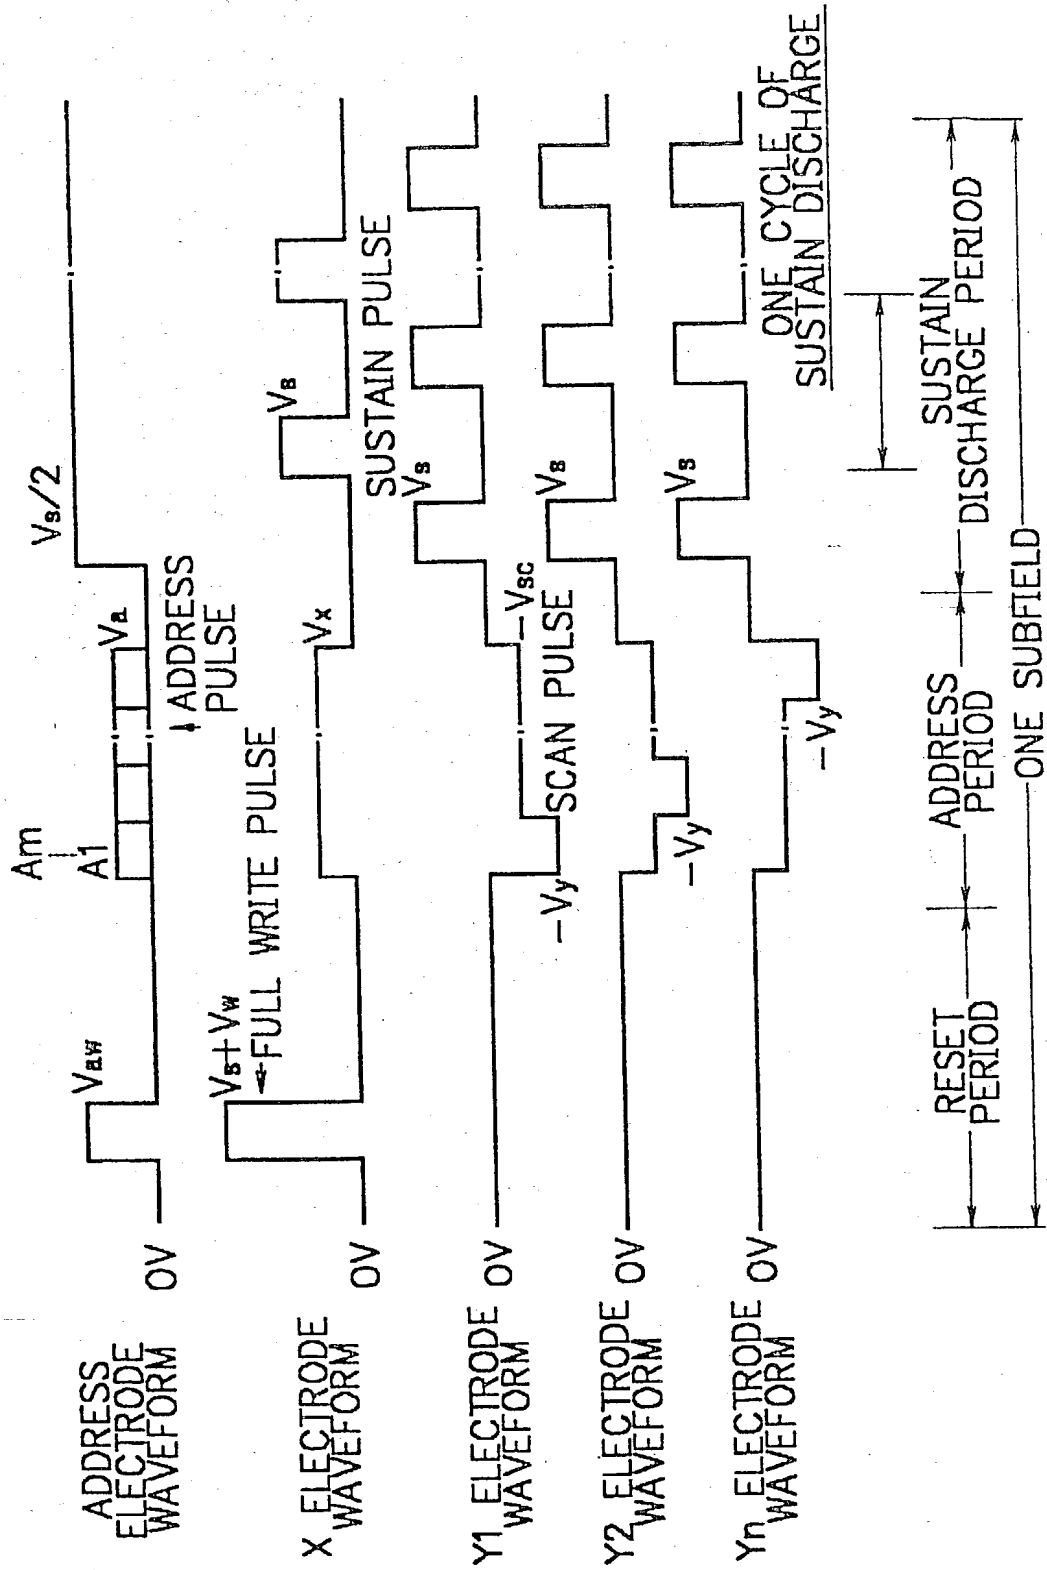 ADDRESS
ELECTRODE
WAVEFORM
0V
Vaw
Am
A1
Va
ADDRESS
PULSE
Vs/2
X ELECTRODE
WAVEFORM
0V
Vs+Vw
FULL WRITE PULSE
Vx
Vs
SUSTAIN PULSE
Y1 ELECTRODE
WAVEFORM
0V
-Vy
SCAN PULSE
-Vsc
Vs
Y2 ELECTRODE
WAVEFORM
0V
-Vy
Vs
Yn ELECTRODE
WAVEFORM
0V
-Vy
Vs
ONE CYCLE OF
SUSTAIN DISCHARGE
RESET
PERIOD
ADDRESS
PERIOD
SUSTAIN
DISCHARGE PERIOD
ONE SUBFIELD